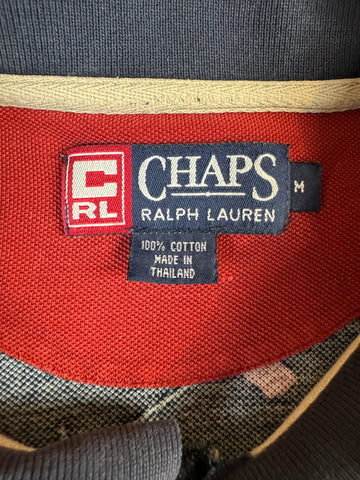 C
RL
CHAPS
RALPH LAUREN
M
100% COTTON
MADE IN
THAILAND